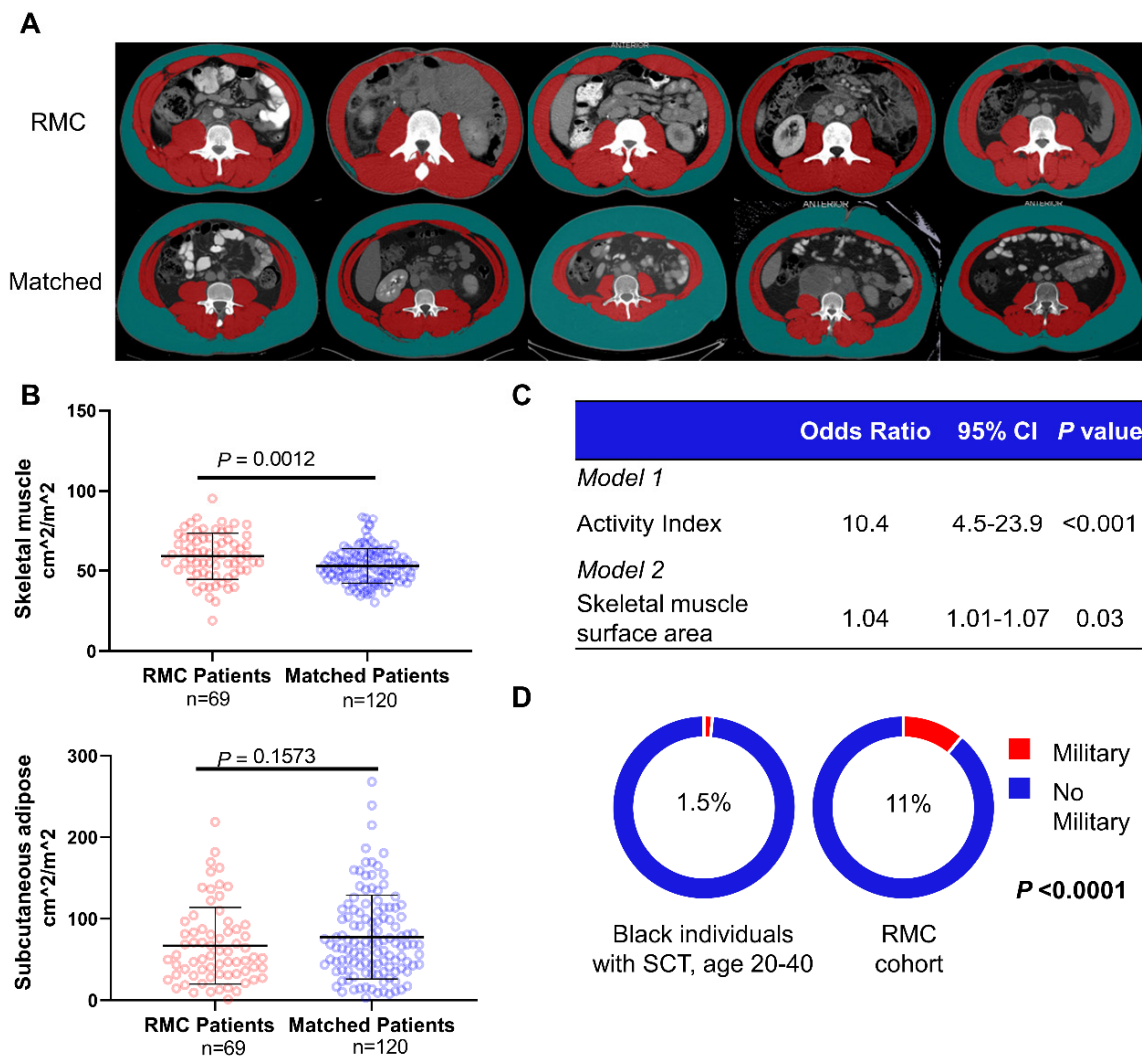 A
RMC
ANTERIOR
Matched
ANTERIOR
ANTERIOR
B
Skeletal muscle
cm^2/m^2
150
100
50
0
P = 0.0012
RMC Patients
n=69
Matched Patients
n=120
Subcutaneous adipose
cm^2/m^2
300
200
100
0
P = 0.1573
RMC Patients
n=69
Matched Patients
n=120
C
Odds Ratio 95% CI P value
Model 1
Activity Index 10.4 4.5-23.9 <0.001
Model 2
Skeletal muscle
surface area 1.04 1.01-1.07 0.03
D
1.5%
11%
Military
No
Military
P <0.0001
Black individuals
with SCT, age 20-40
RMC
cohort